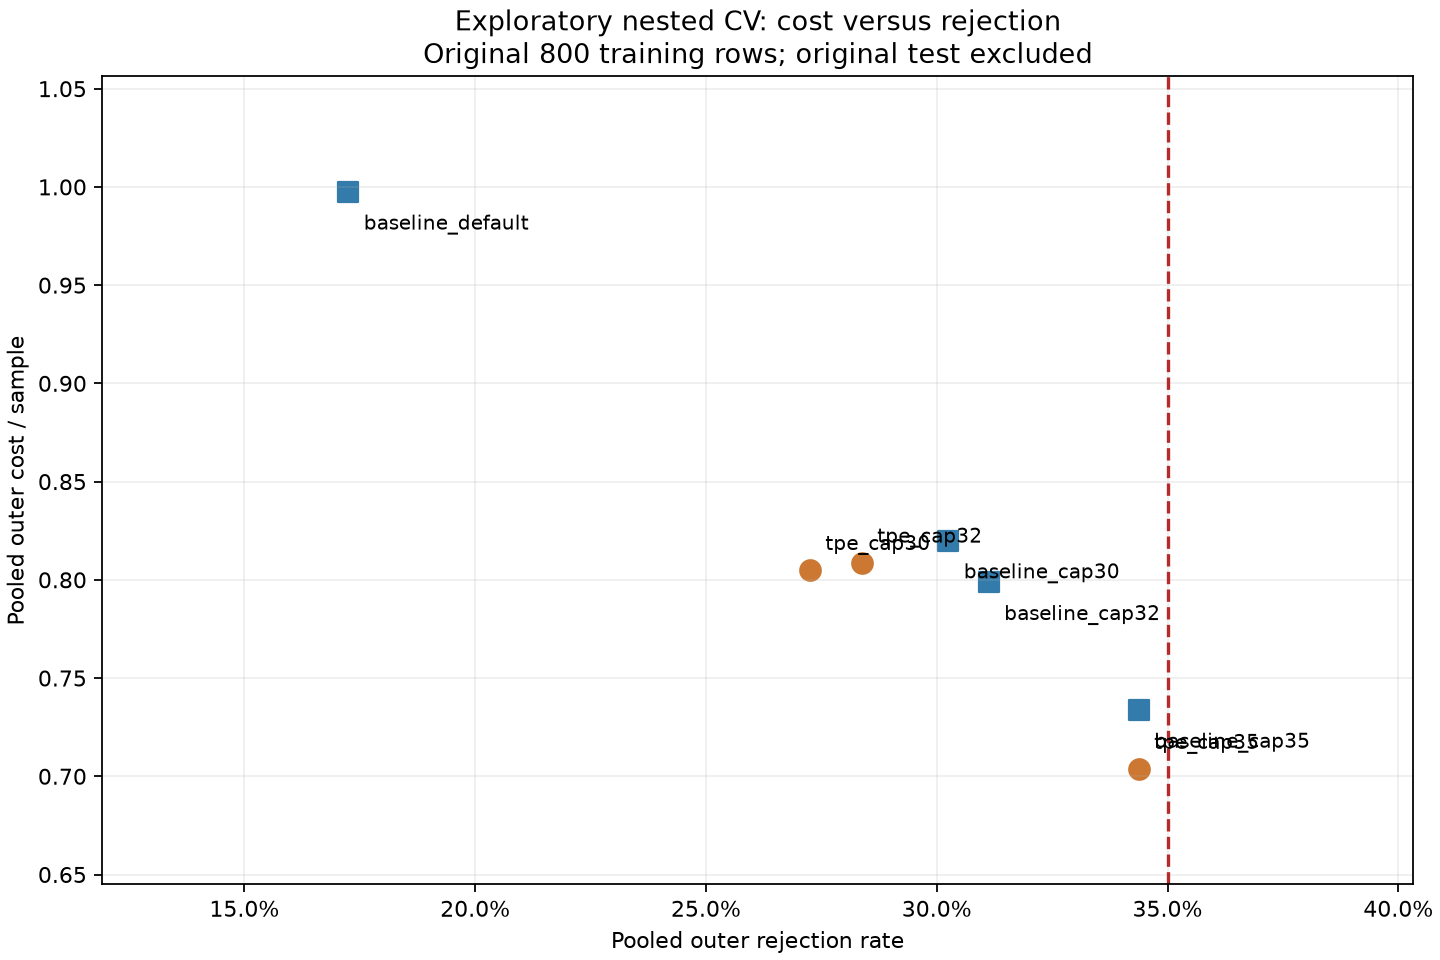 Exploratory nested CV: cost versus rejection
Original 800 training rows; original test excluded
1.05
1.00
0.95
0.90
0.85
0.80
0.75
0.70
0.65
Pooled outer cost / sample
baseline_default
tpe_cap32
tpe_cap30
baseline_cap30
baseline_cap32
baseline_cap35
tpe_cap35
15.0%
20.0%
25.0%
30.0%
35.0%
40.0%
Pooled outer rejection rate